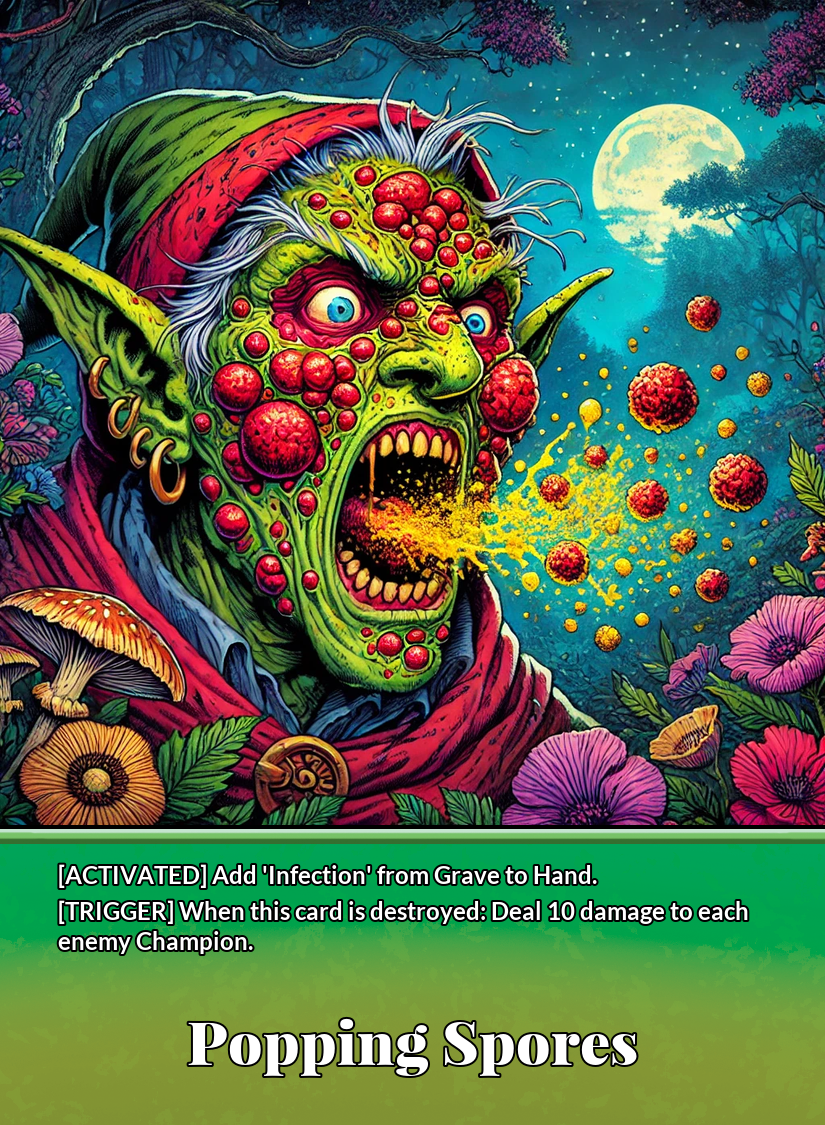 [ACTIVATED] Add 'Infection' from Grave to Hand.
[TRIGGER] When this card is destroyed: Deal 10 damage to each
enemy Champion.
Popping Spores